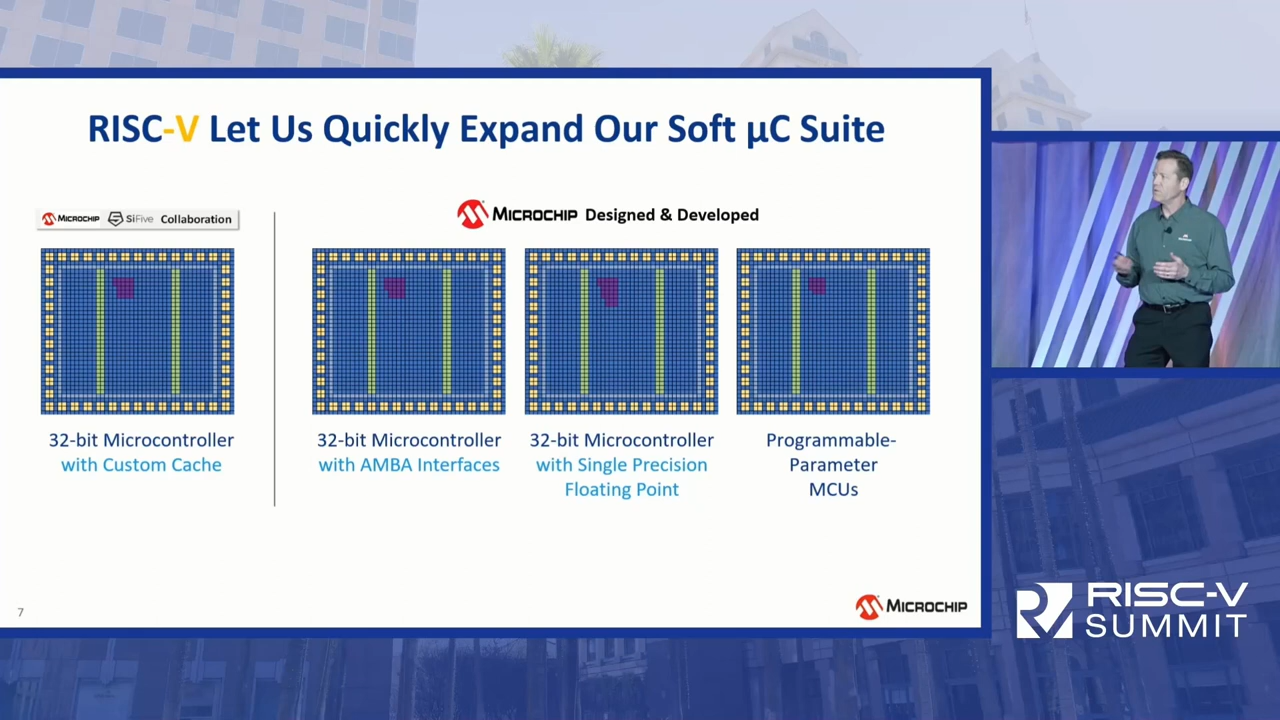 RISC-V Let Us Quickly Expand Our Soft µC Suite
MICROCHIP SiFive Collaboration
MICROCHIP Designed & Developed
32-bit Microcontroller
with Custom Cache
32-bit Microcontroller
with AMBA Interfaces
32-bit Microcontroller
with Single Precision
Floating Point
Programmable-
Parameter
MCUs
7
MICROCHIP
RISC-V
SUMMIT